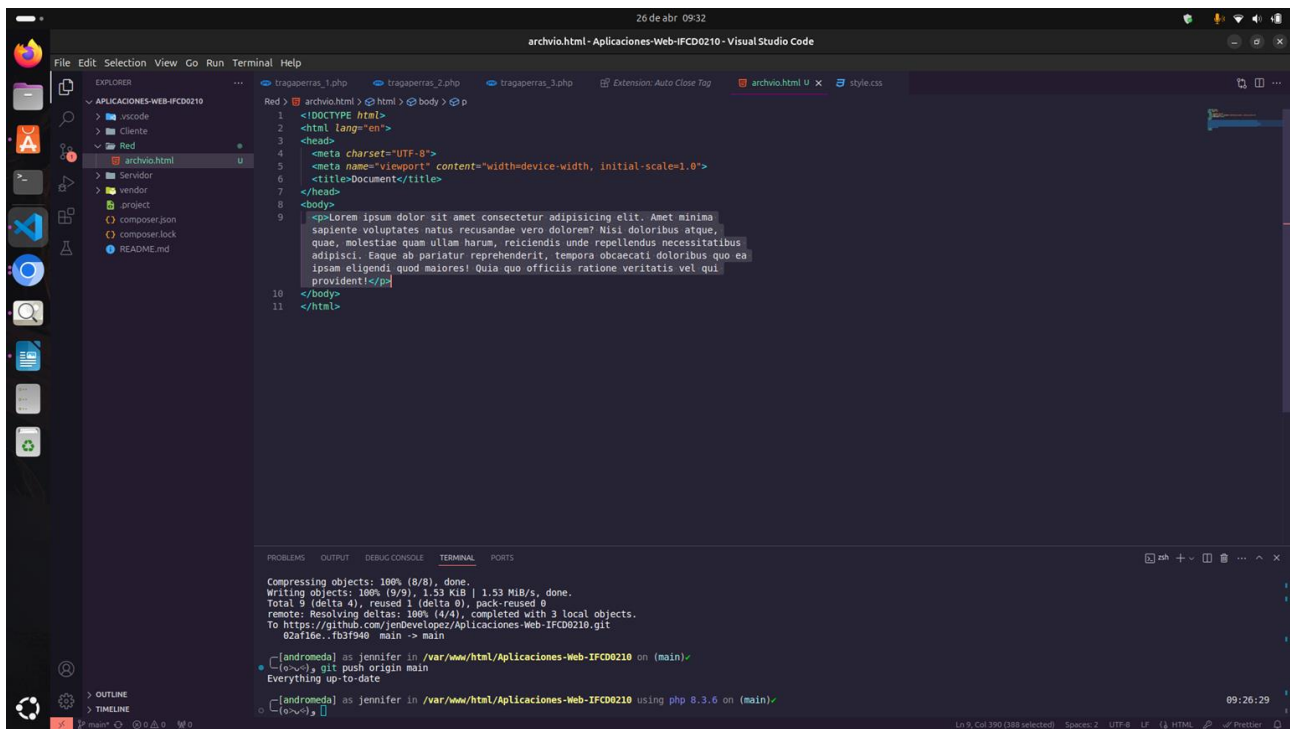 26 de abr 09:32
archvio.html - Aplicaciones-Web-IFCD0210 - Visual Studio Code
File Edit Selection View Go Run Terminal Help
EXPLORER
APLICACIONES-WEB-IFCD0210
.vscode
Cliente
Red
archvio.html U
Servidor
vendor
.project
composer.json
composer.lock
README.md
OUTLINE
TIMELINE
tragaperras_1.php tragaperras_2.php tragaperras_3.php Extension: Auto Close Tag archvio.html U style.css
Red > archvio.html > html > body > p
1 <!DOCTYPE html>
2 <html lang="en">
3 <head>
4 <meta charset="UTF-8">
5 <meta name="viewport" content="width=device-width, initial-scale=1.0">
6 <title>Document</title>
7 </head>
8 <body>
9 <p>Lorem ipsum dolor sit amet consectetur adipisicing elit. Amet minima
sapiente voluptates natus recusandae vero dolorem? Nisi doloribus atque,
quae, molestiae quam ullam harum, reiciendis unde repellendus necessitatibus
adipisci. Eaque ab pariatur reprehenderit, tempora obcaecati doloribus quo ea
ipsam eligendi quod maiores! Quia quo officiis ratione veritatis vel qui
provident!</p>
10 </body>
11 </html>
PROBLEMS OUTPUT DEBUG CONSOLE TERMINAL PORTS
zsh
Compressing objects: 100% (8/8), done.
Writing objects: 100% (9/9), 1.53 KiB | 1.53 MiB/s, done.
Total 9 (delta 4), reused 1 (delta 0), pack-reused 0
remote: Resolving deltas: 100% (4/4), completed with 3 local objects.
To https://github.com/jenDevelopez/Aplicaciones-Web-IFCD0210.git
02af16e..fb3f940 main -> main
[andromeda] as jennifer in /var/www/html/Aplicaciones-Web-IFCD0210 on (main)✔
git push origin main
Everything up-to-date
[andromeda] as jennifer in /var/www/html/Aplicaciones-Web-IFCD0210 using php 8.3.6 on (main)✔
09:26:29
main* 0 0 0 Ln 9, Col 390 (388 selected) Spaces: 2 UTF-8 LF HTML Prettier